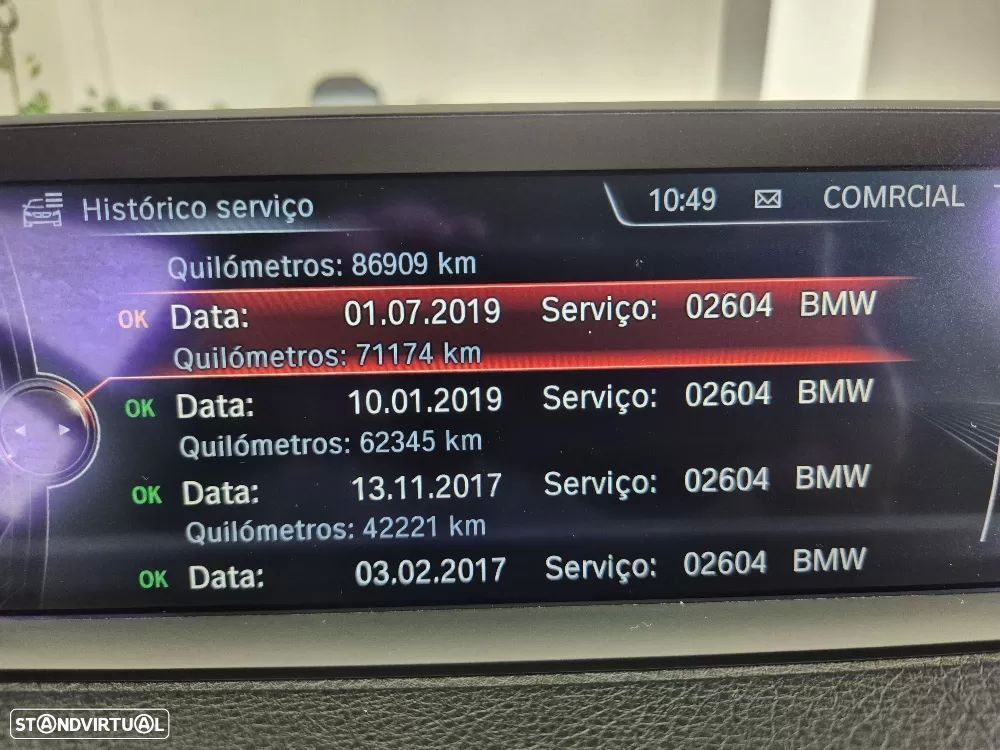 Histórico serviço 10:49 COMRCIAL
Quilómetros: 86909 km
OK Data: 01.07.2019 Serviço: 02604 BMW
Quilómetros: 71174 km
OK Data: 10.01.2019 Serviço: 02604 BMW
Quilómetros: 62345 km
OK Data: 13.11.2017 Serviço: 02604 BMW
Quilómetros: 42221 km
OK Data: 03.02.2017 Serviço: 02604 BMW
STANDVIRTUAL